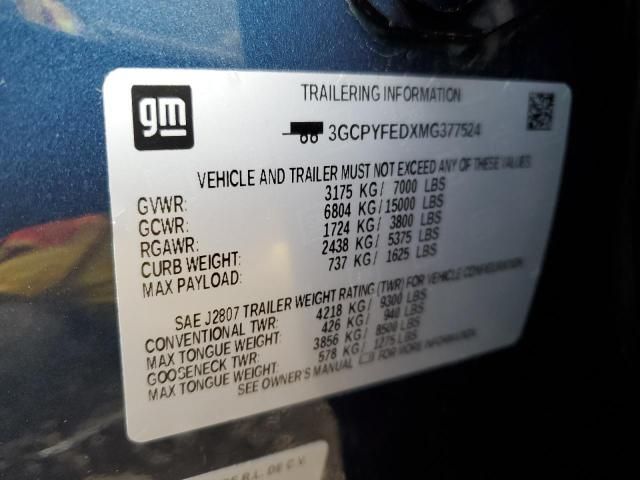 gm
TRAILERING INFORMATION
3GCPYFEDXMG377524
VEHICLE AND TRAILER MUST NOT EXCEED ANY OF THESE VALUES
GVWR: 3175 KG/ 7000 LBS
GCWR: 6804 KG/15000 LBS
RGAWR: 1724 KG/ 3800 LBS
CURB WEIGHT: 2438 KG/ 5375 LBS
MAX PAYLOAD: 737 KG/ 1625 LBS
SAE J2807 TRAILER WEIGHT RATING (TWR) FOR VEHICLE CONFIGURATION
CONVENTIONAL TWR: 4218 KG/ 9300 LBS
MAX TONGUE WEIGHT: 426 KG/ 940 LBS
GOOSENECK TWR: 3856 KG/ 8500 LBS
MAX TONGUE WEIGHT: 578 KG/ 1275 LBS
SEE OWNER'S MANUAL FOR MORE INFORMATION
R.L. DE C.V.